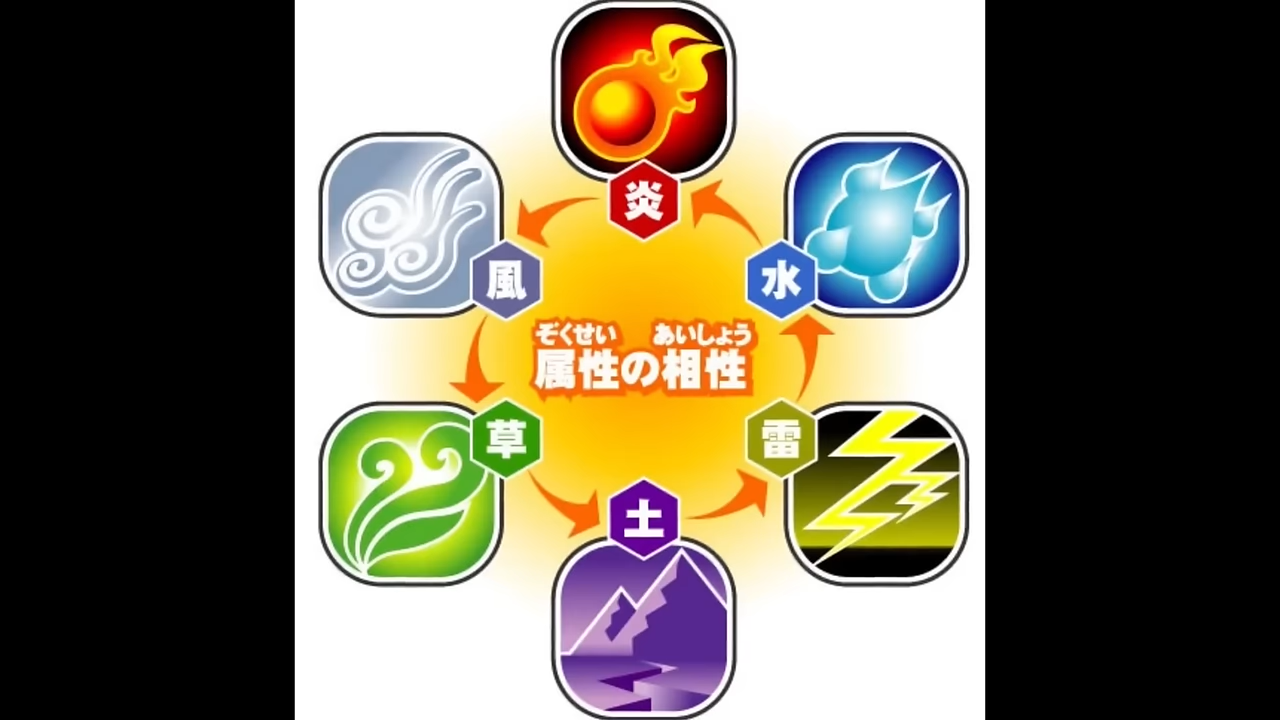 炎
風
水
ぞくせい あいしょう
属性の相性
草
雷
土